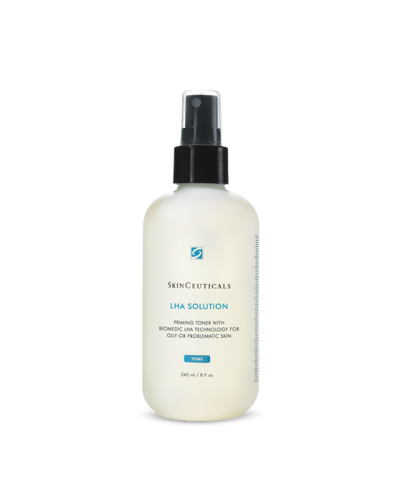 SKINCEUTICALS
LHA SOLUTION
PRIMING TONER WITH
BIOMEDIC LHA TECHNOLOGY FOR
OILY OR PROBLEMATIC SKIN
TONE
240 ml / 8 fl oz